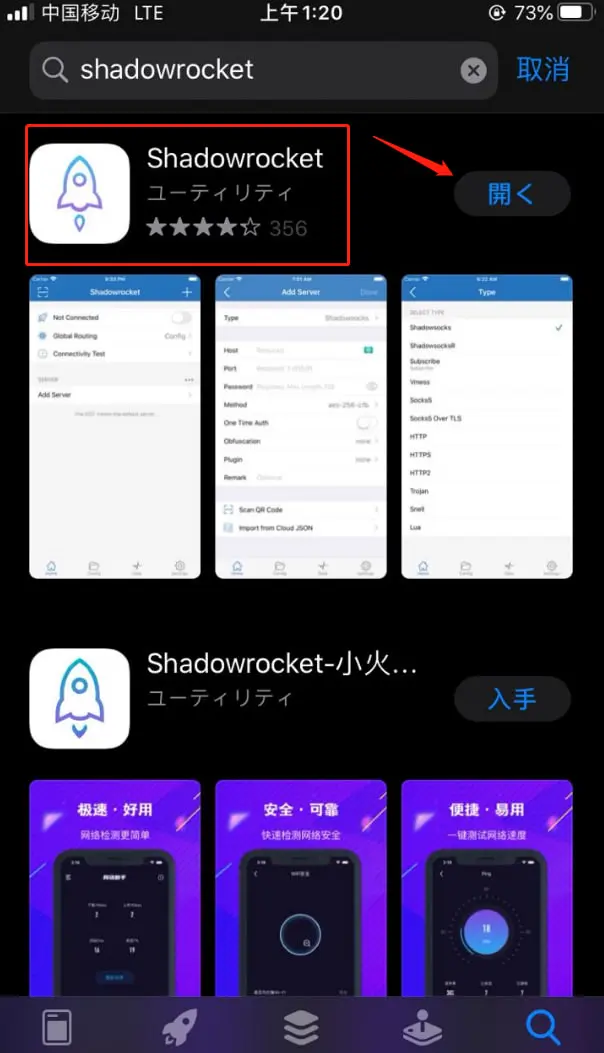 中国移动 LTE 上午1:20 73%
shadowrocket 取消
Shadowrocket
ユーティリティ
開く
★★★★☆ 356
Shadowrocket
Not Connected
Global Routing Config
Connectivity Test
SERVER
Add Server
Add Server Done
Type Shadowsocks
Host
Port
Password
Method aes-256-cfb
One Time Auth
Obfuscation none
Plugin none
Remark Optional
Scan QR Code
Import from Cloud JSON
Type
SELECT TYPE
Shadowsocks
ShadowsocksR
Subscribe
Subscribe
Vmess
Socks5
Socks5 Over TLS
HTTP
HTTPS
HTTP2
Trojan
Snell
Lua
Shadowrocket-小火...
ユーティリティ
入手
极速·好用
网络检测更简单
安全·可靠
快速检测网络安全
便捷·易用
一键测试网络速度
Ping
18